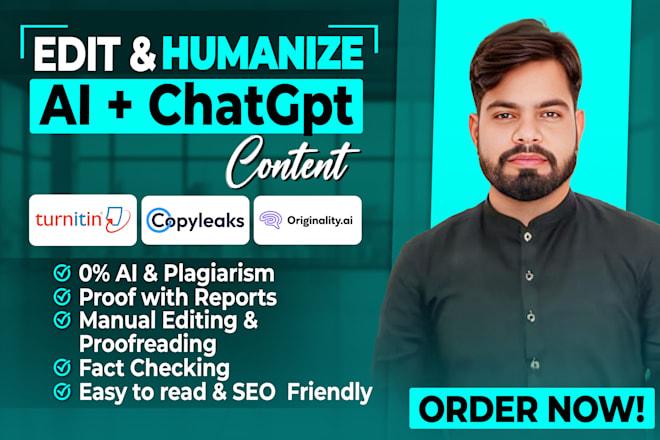 EDIT & HUMANIZE
AI + ChatGpt
Content
turnitin
Copyleaks
Originality.ai
0% AI & Plagiarism
Proof with Reports
Manual Editing &
Proofreading
Fact Checking
Easy to read & SEO Friendly
ORDER NOW!